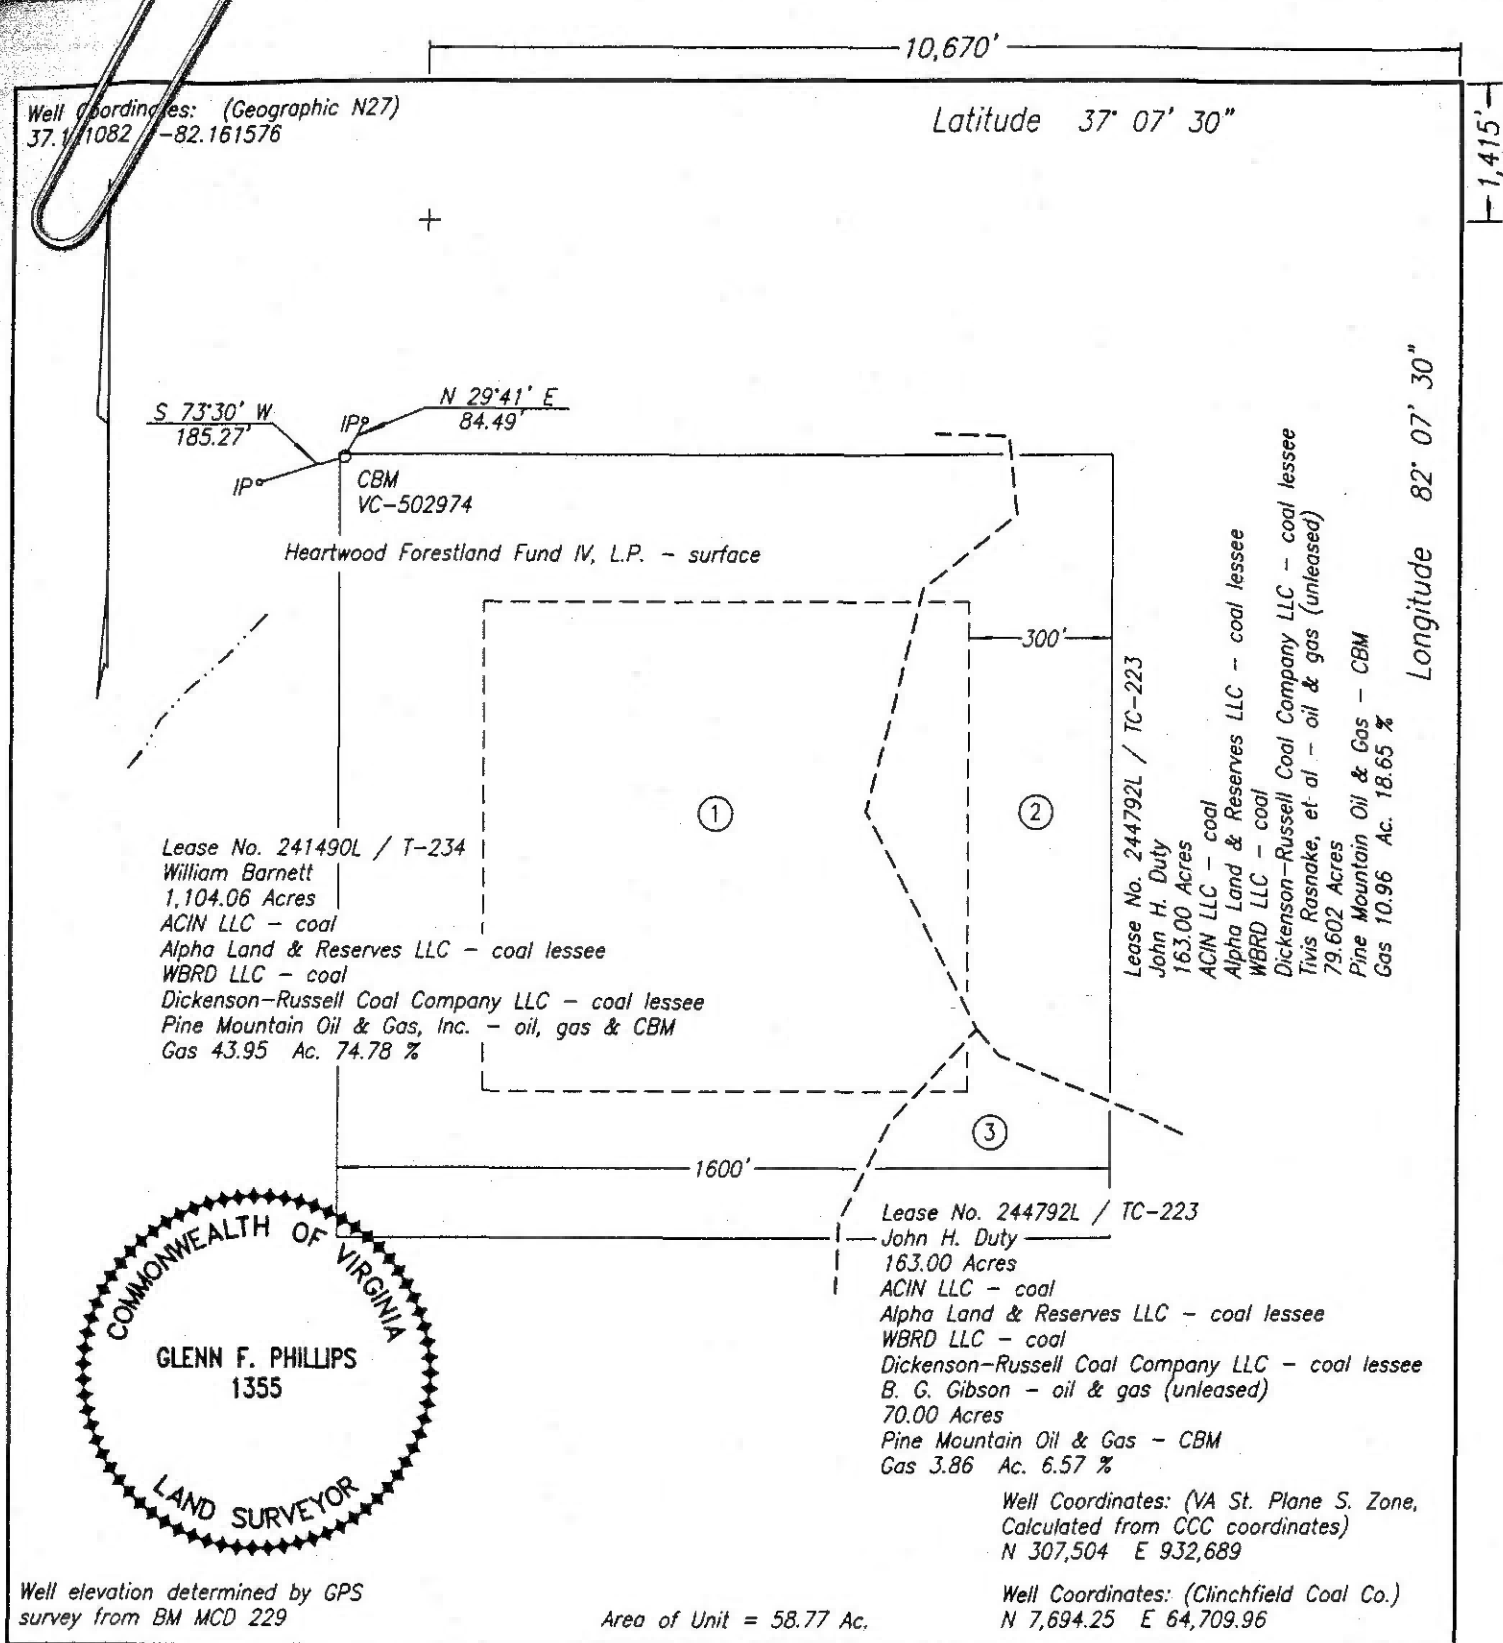 10,670'
Well Coordinates: (Geographic N27)
-82.161576
Latitude 37° 07' 30"
1,415'
Longitude 82° 07' 30"
S 73°30' W
185.27'
IP
N 29°41' E
84.49'
IP
CBM
VC-502974
Heartwood Forestland Fund IV, L.P. - surface
300'
1
2
Lease No. 241490L / T-234
William Barnett
1,104.06 Acres
ACIN LLC - coal
Alpha Land & Reserves LLC - coal lessee
WBRD LLC - coal
Dickenson-Russell Coal Company LLC - coal lessee
Pine Mountain Oil & Gas, Inc. - oil, gas & CBM
Gas 43.95 Ac. 74.78 %
Lease No. 244792L / TC-223
John H. Duty
163.00 Acres
ACIN LLC - coal
Alpha Land & Reserves LLC - coal lessee
WBRD LLC - coal
Dickenson-Russell Coal Company LLC - coal lessee
Tivis Rasnake, et al - oil & gas (unleased)
79.602 Acres
Pine Mountain Oil & Gas - CBM
Gas 10.96 Ac. 18.65 %
3
1600'
Lease No. 244792L / TC-223
John H. Duty
163.00 Acres
ACIN LLC - coal
Alpha Land & Reserves LLC - coal lessee
WBRD LLC - coal
Dickenson-Russell Coal Company LLC - coal lessee
B. G. Gibson - oil & gas (unleased)
70.00 Acres
Pine Mountain Oil & Gas - CBM
Gas 3.86 Ac. 6.57 %
COMMONWEALTH OF VIRGINIA
GLENN F. PHILLIPS
1355
LAND SURVEYOR
Well Coordinates: (VA St. Plane S. Zone,
Calculated from CCC coordinates)
N 307,504 E 932,689
Well elevation determined by GPS
survey from BM MCD 229
Area of Unit = 58.77 Ac.
Well Coordinates: (Clinchfield Coal Co.)
N 7,694.25 E 64,709.96